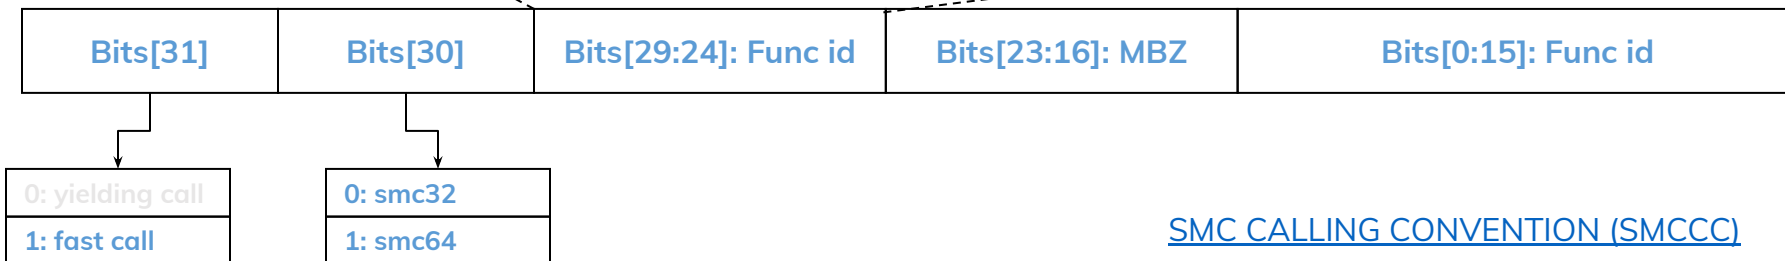 Bits[31]
Bits[30]
Bits[29:24]: Func id
Bits[23:16]: MBZ
Bits[0:15]: Func id
0: yielding call
1: fast call
0: smc32
1: smc64
SMC CALLING CONVENTION (SMCCC)